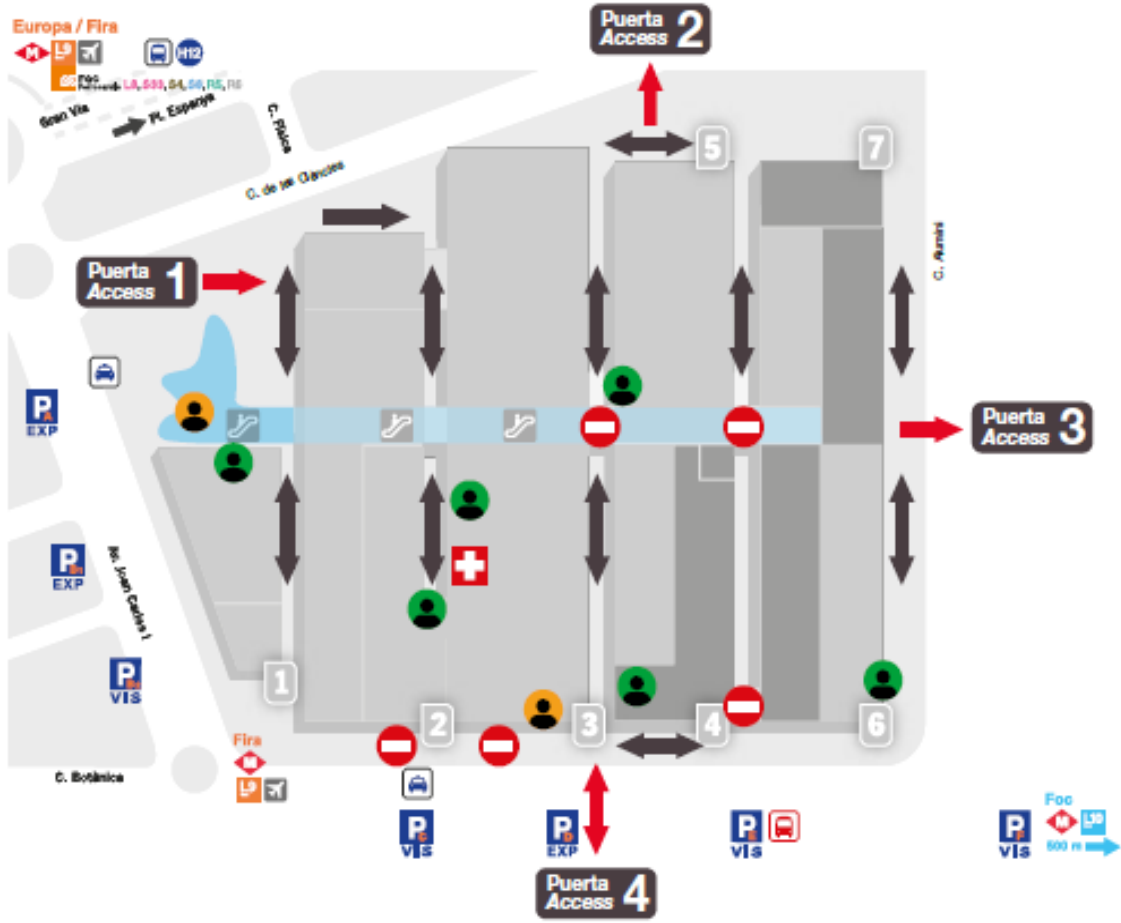 Europa / Fira
M L9
H12
L8, S33, S4, S8, R5, R6
Gran Via
Pl. Espanya
C. Física
C. de les Ciències
Puerta
Access 2
5
7
Puerta
Access 1
P
EXP
Puerta
Access 3
P
EXP
Av. Joan Carles I
P
VIS
1
2
3
4
6
Fira
M
L9
C. Botànica
P
VIS
P
EXP
P
VIS
P
VIS
Foc
M L10
500 m
Puerta
Access 4